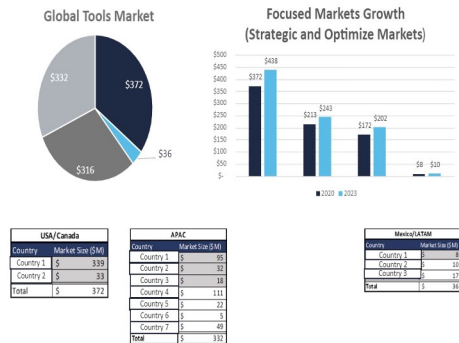 Global Tools Market
$332
$372
$36
$316
Focused Markets Growth
(Strategic and Optimize Markets)
$500
$450
$400
$350
$300
$250
$200
$150
$100
$50
$-
$372
$438
$213
$243
$172
$202
$8
$10
2020
2023
USA/Canada
Country Market Size ($M)
Country 1 $ 339
Country 2 $ 33
Total $ 372
APAC
Country Market Size ($M)
Country 1 $ 95
Country 2 $ 32
Country 3 $ 18
Country 4 $ 111
Country 5 $ 22
Country 6 $ 5
Country 7 $ 49
Total $ 332
Mexico/LATAM
Country Market Size ($M)
Country 1 $ 8
Country 2 $ 10
Country 3 $ 17
Total $ 36